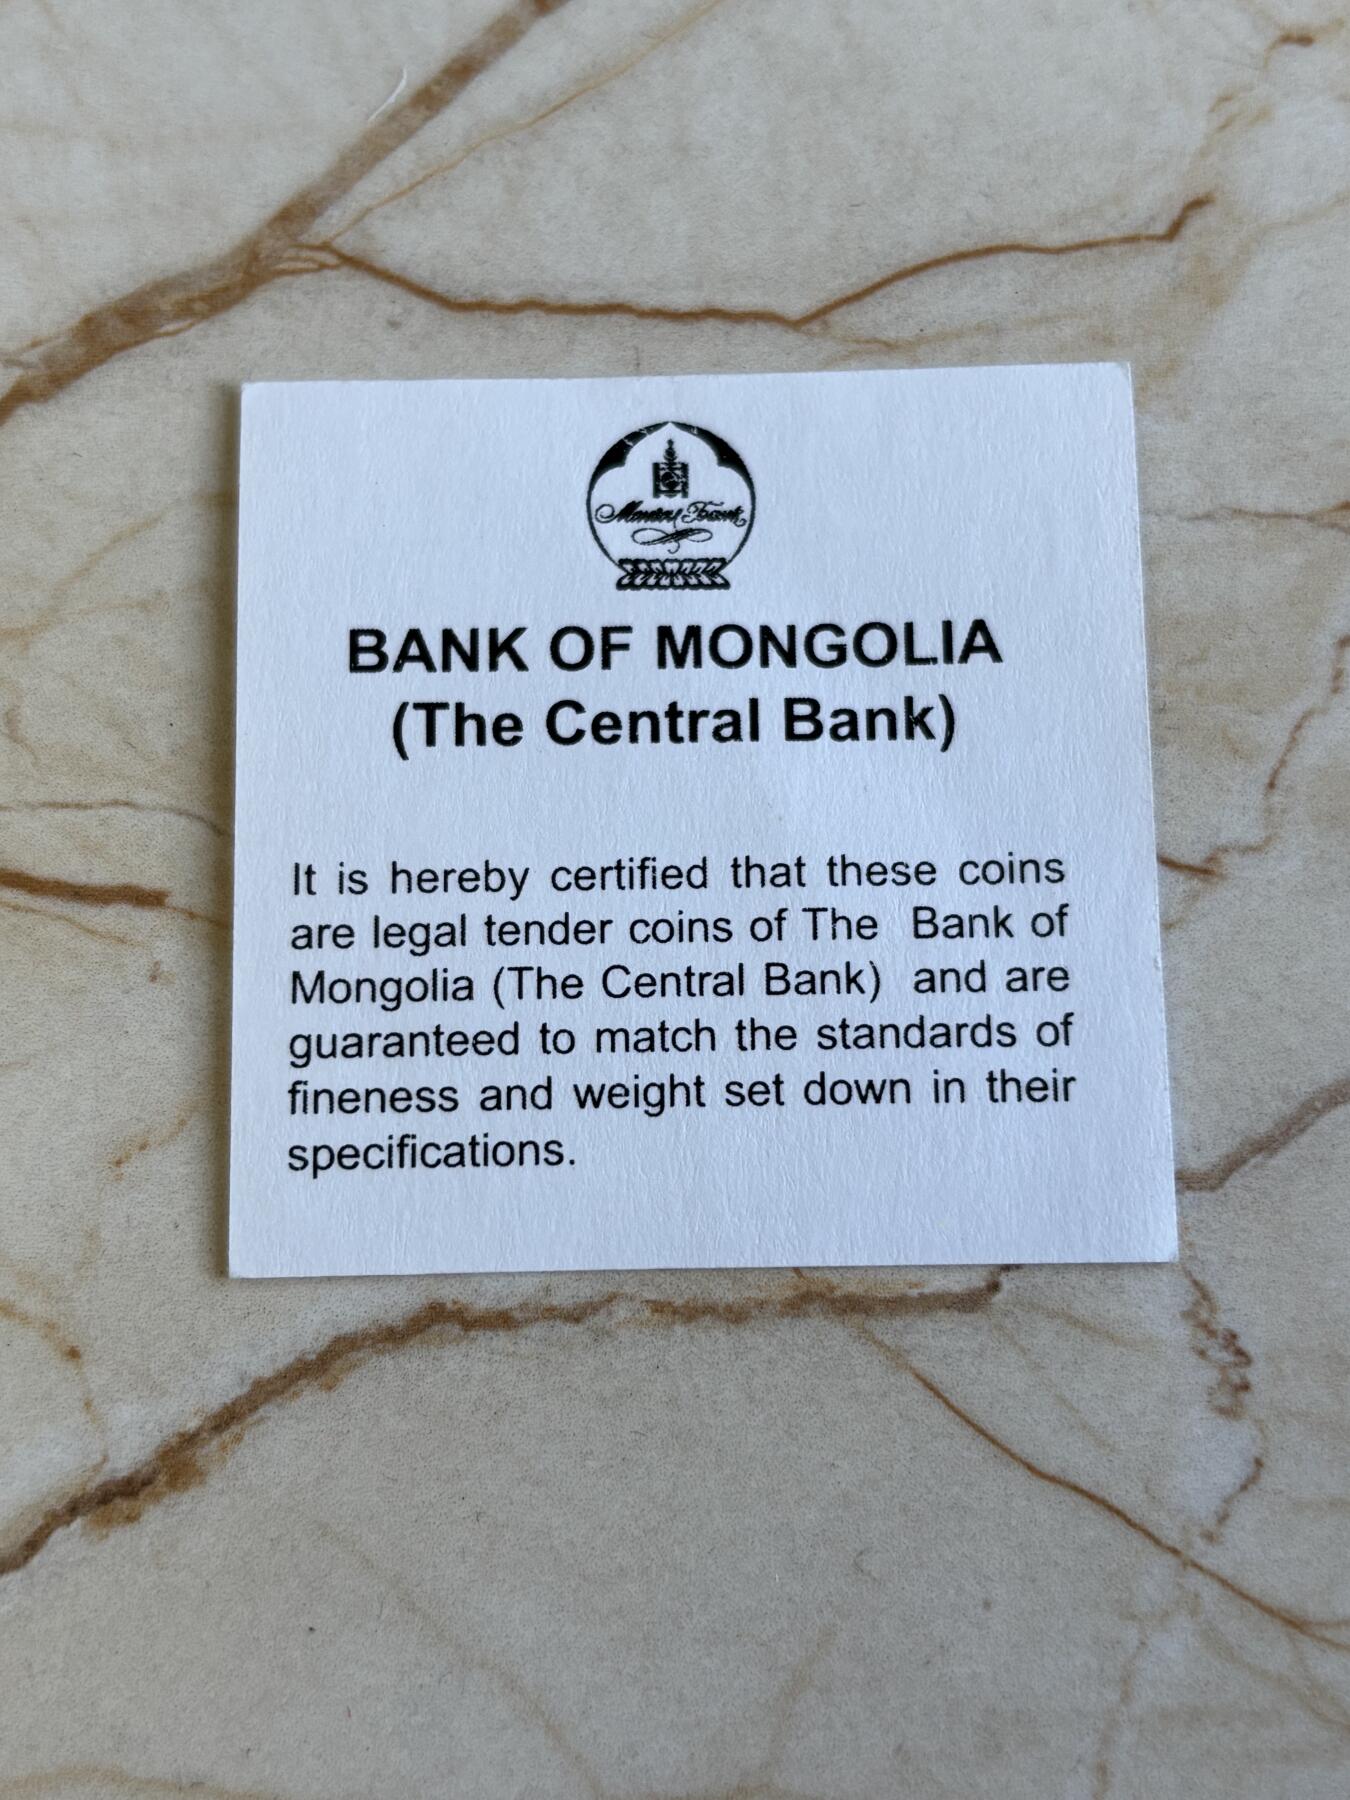 BANK OF MONGOLIA
(The Central Bank)
It is hereby certified that these coins
are legal tender coins of The Bank of
Mongolia (The Central Bank) and are
guaranteed to match the standards of
fineness and weight set down in their
specifications.